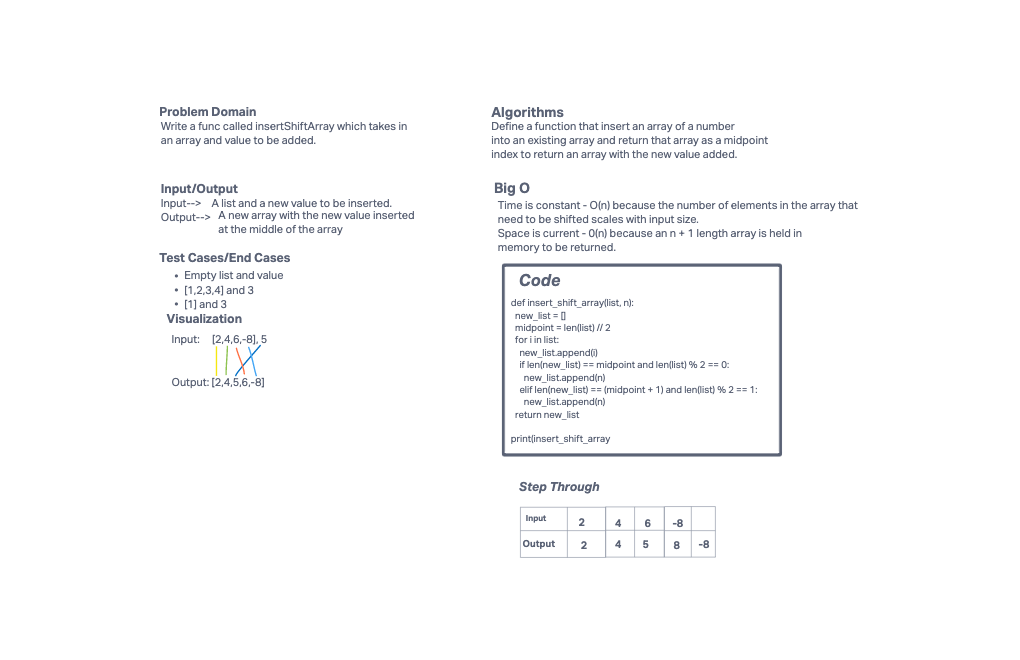 Problem Domain
Write a func called insertShiftArray which takes in
an array and value to be added.
Input/Output
Input--> A list and a new value to be inserted.
Output--> A new array with the new value inserted
at the middle of the array
Test Cases/End Cases
• Empty list and value
• [1,2,3,4] and 3
• [1] and 3
Visualization
Input: [2,4,6,-8], 5
Output: [2,4,5,6,-8]
Algorithms
Define a function that insert an array of a number
into an existing array and return that array as a midpoint
index to return an array with the new value added.
Big O
Time is constant - O(n) because the number of elements in the array that
need to be shifted scales with input size.
Space is current - 0(n) because an n + 1 length array is held in
memory to be returned.
Code
def insert_shift_array(list, n):
new_list = []
midpoint = len(list) // 2
for i in list:
new_list.append(i)
if len(new_list) == midpoint and len(list) % 2 == 0:
new_list.append(n)
elif len(new_list) == (midpoint + 1) and len(list) % 2 == 1:
new_list.append(n)
return new_list
print(insert_shift_array
Step Through
Input 2 4 6 -8
Output 2 4 5 8 -8